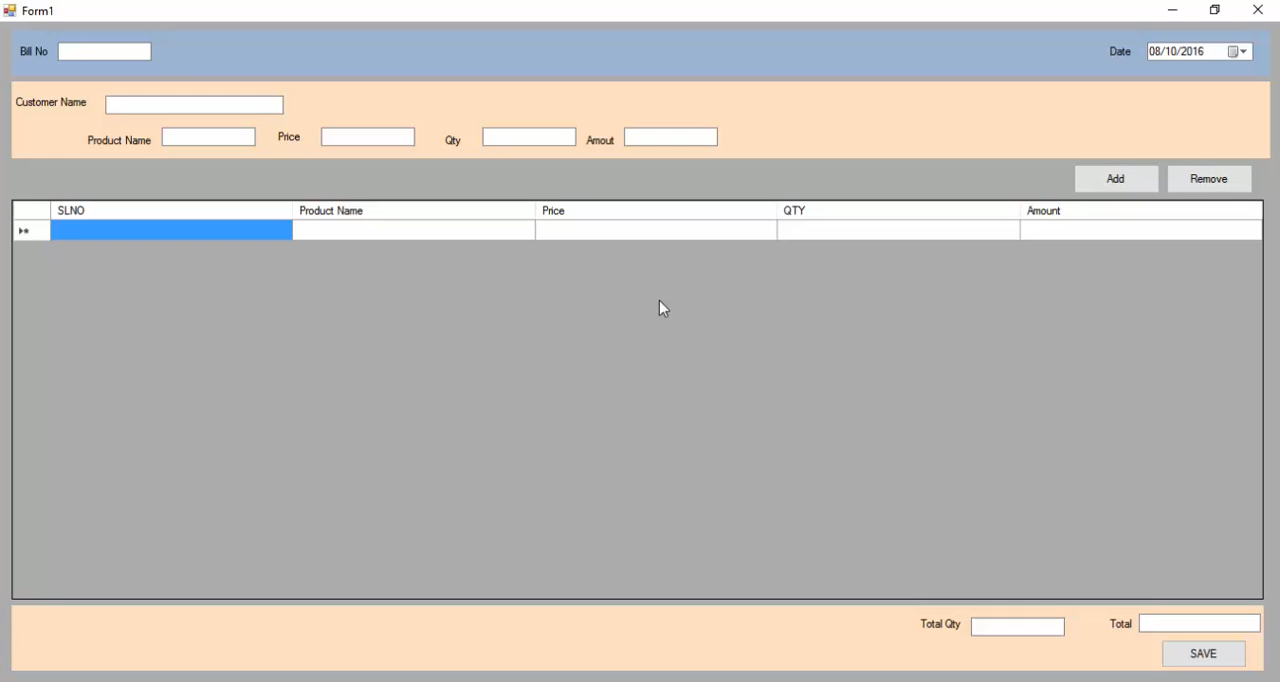 Form1
Bill No
Date 08/10/2016
Customer Name
Product Name Price Qty Amout
Add Remove
SLNO Product Name Price QTY Amount
Total Qty Total
SAVE